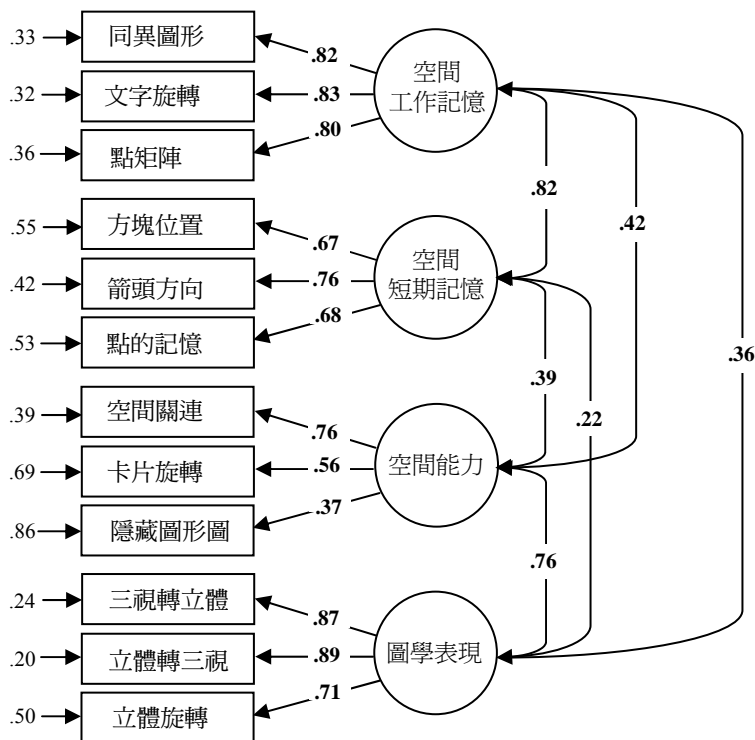 .33
同異圖形
.82
空間
工作記憶
.32
文字旋轉
.83
.36
點矩陣
.80
.82
.42
.55
方塊位置
.67
空間
短期記憶
.42
箭頭方向
.76
.53
點的記憶
.68
.36
.39
.22
.39
空間關連
.76
空間能力
.69
卡片旋轉
.56
.86
隱藏圖形圖
.37
.76
.24
三視轉立體
.87
圖學表現
.20
立體轉三視
.89
.50
立體旋轉
.71